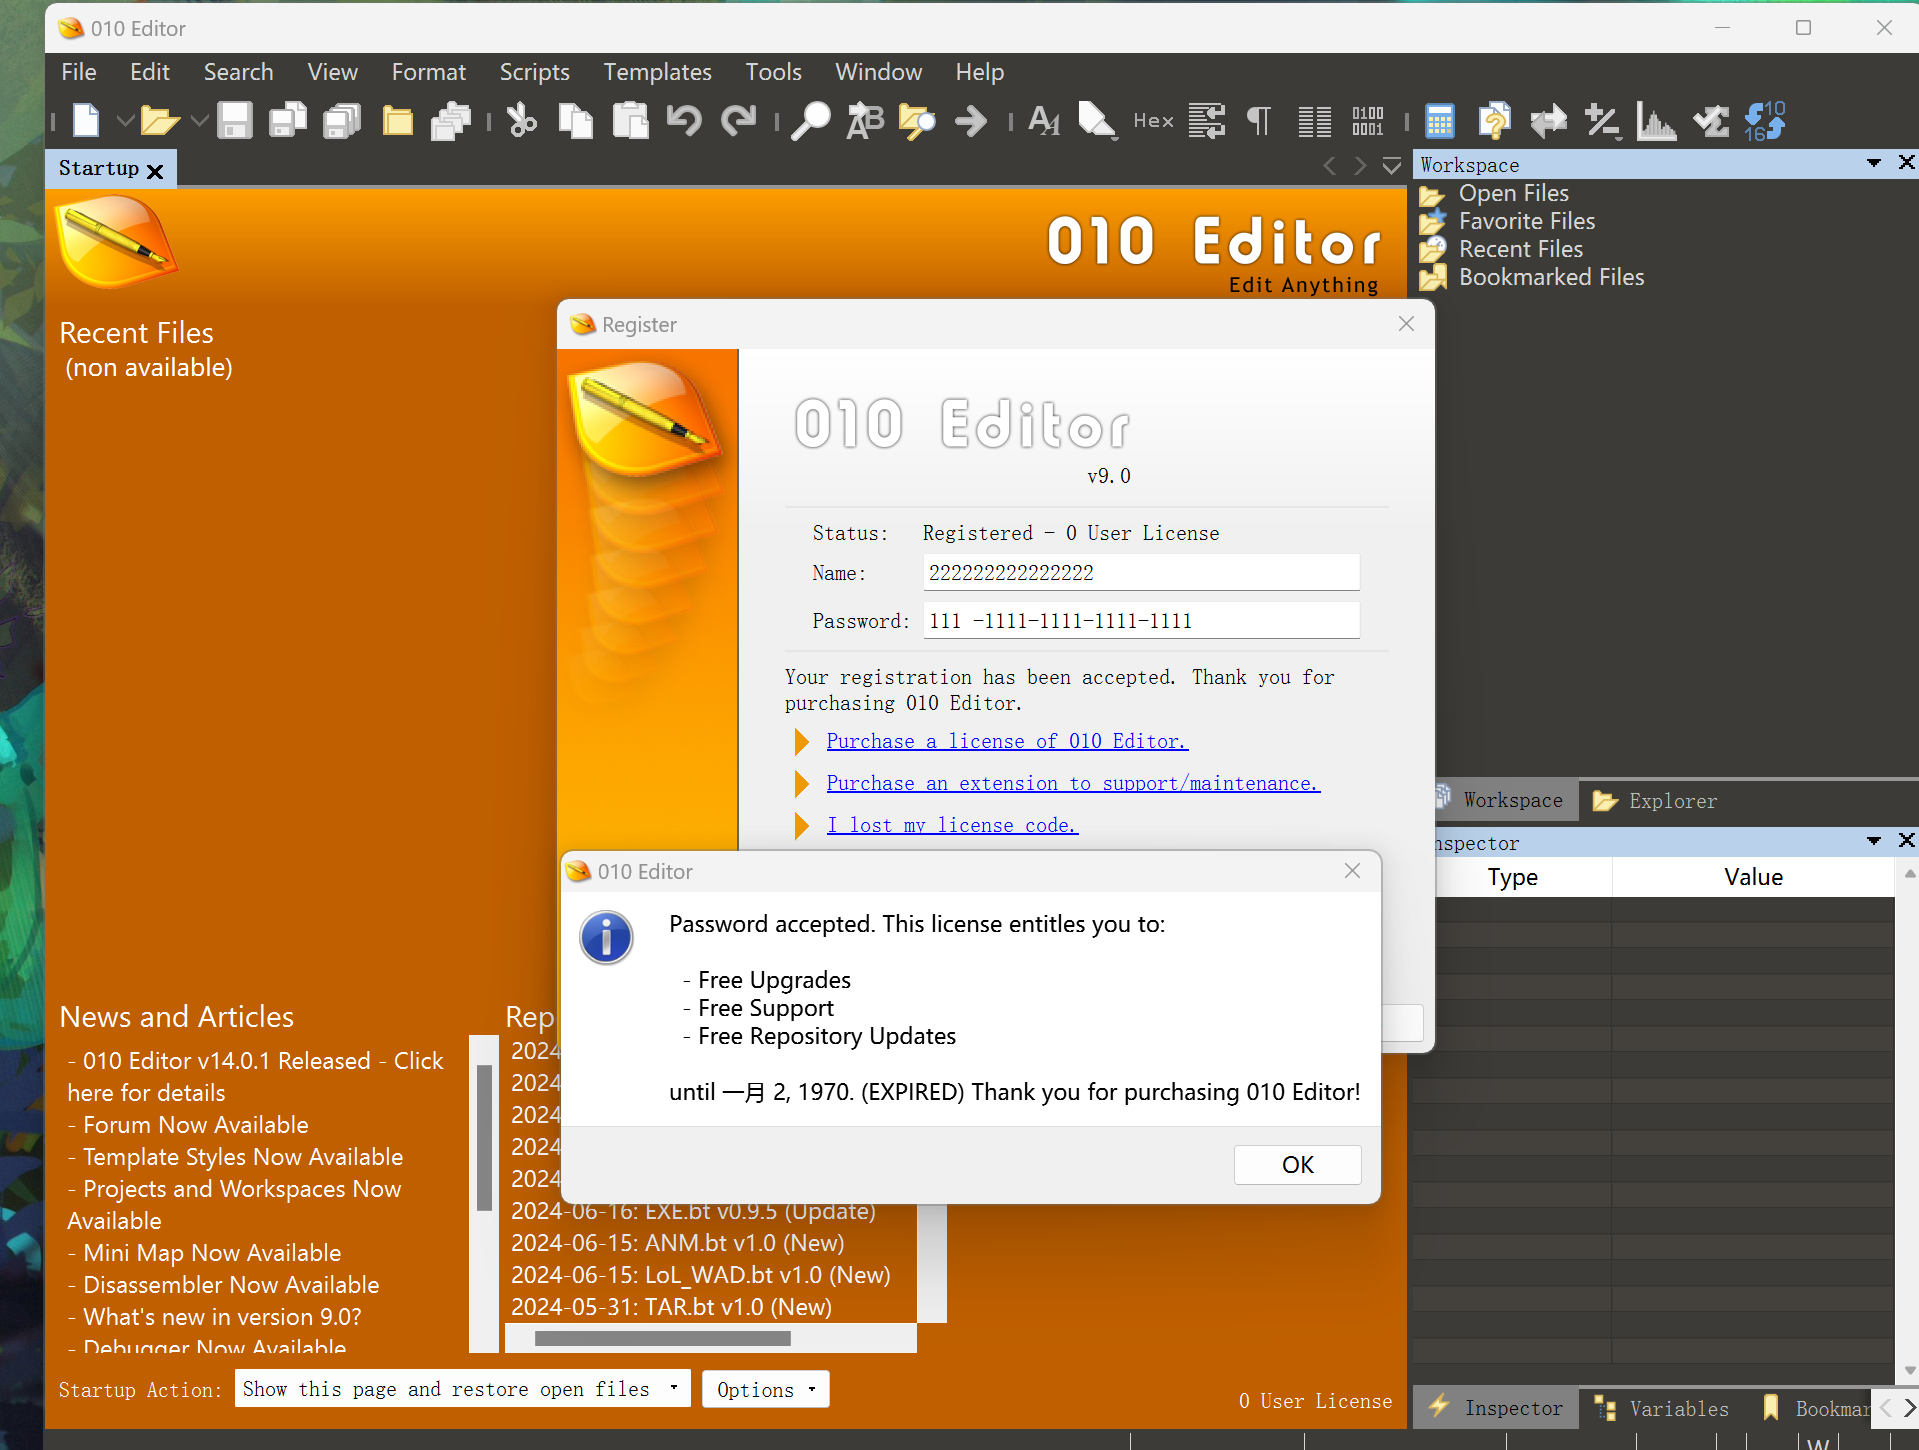 010 Editor
File Edit Search View Format Scripts Templates Tools Window Help
Hex
Startup
010 Editor
Edit Anything
Recent Files
(non available)
Workspace
Open Files
Favorite Files
Recent Files
Bookmarked Files
Register
010 Editor
v9.0
Status: Registered - 0 User License
Name: 222222222222222
Password: 111 -1111-1111-1111-1111
Your registration has been accepted. Thank you for
purchasing 010 Editor.
Purchase a license of 010 Editor.
Purchase an extension to support/maintenance.
I lost my license code.
Workspace Explorer
nspector
Type Value
010 Editor
Password accepted. This license entitles you to:
- Free Upgrades
- Free Support
- Free Repository Updates
until 一月 2, 1970. (EXPIRED) Thank you for purchasing 010 Editor!
OK
News and Articles
- 010 Editor v14.0.1 Released - Click
here for details
- Forum Now Available
- Template Styles Now Available
- Projects and Workspaces Now
Available
- Mini Map Now Available
- Disassembler Now Available
- What's new in version 9.0?
- Debugger Now Available
Rep
2024
2024
2024
2024
2024
2024-06-16: EXE.bt v0.9.5 (Update)
2024-06-15: ANM.bt v1.0 (New)
2024-06-15: LoL_WAD.bt v1.0 (New)
2024-05-31: TAR.bt v1.0 (New)
Startup Action: Show this page and restore open files Options
0 User License
Inspector Variables Bookmar
W